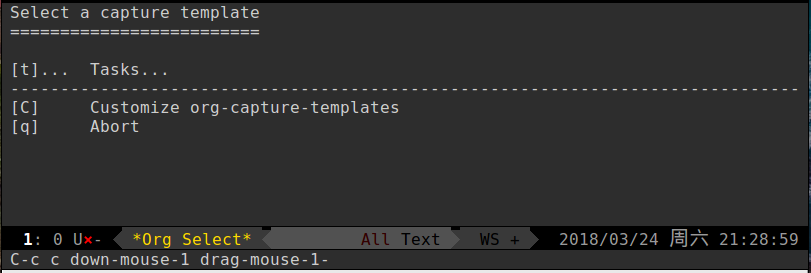 Select a capture template
=========================
[t]...  Tasks...
-------------------------------------------------------------------------------
[C]     Customize org-capture-templates
[q]     Abort
1: 0 U×- *Org Select* All Text WS + 2018/03/24 周六 21:28:59
C-c c down-mouse-1 drag-mouse-1-